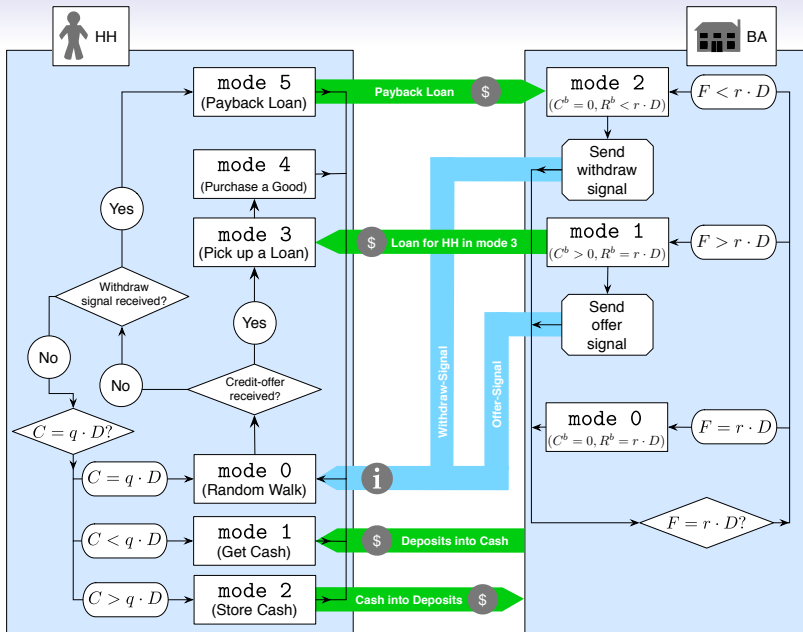 HH
BA
mode 5
(Payback Loan)
Payback Loan
$
mode 2
(C^b = 0, R^b < r · D)
F < r · D
mode 4
(Purchase a Good)
Send
withdraw
signal
Yes
mode 3
(Pick up a Loan)
$
Loan for HH in mode 3
mode 1
(C^b > 0, R^b = r · D)
F > r · D
Withdraw
signal received?
Yes
Send
offer
signal
No
No
Credit-offer
received?
Withdraw-Signal
Offer-Signal
C = q · D?
mode 0
(C^b = 0, R^b = r · D)
F = r · D
C = q · D
mode 0
(Random Walk)
i
F = r · D?
C < q · D
mode 1
(Get Cash)
$
Deposits into Cash
C > q · D
mode 2
(Store Cash)
Cash into Deposits
$